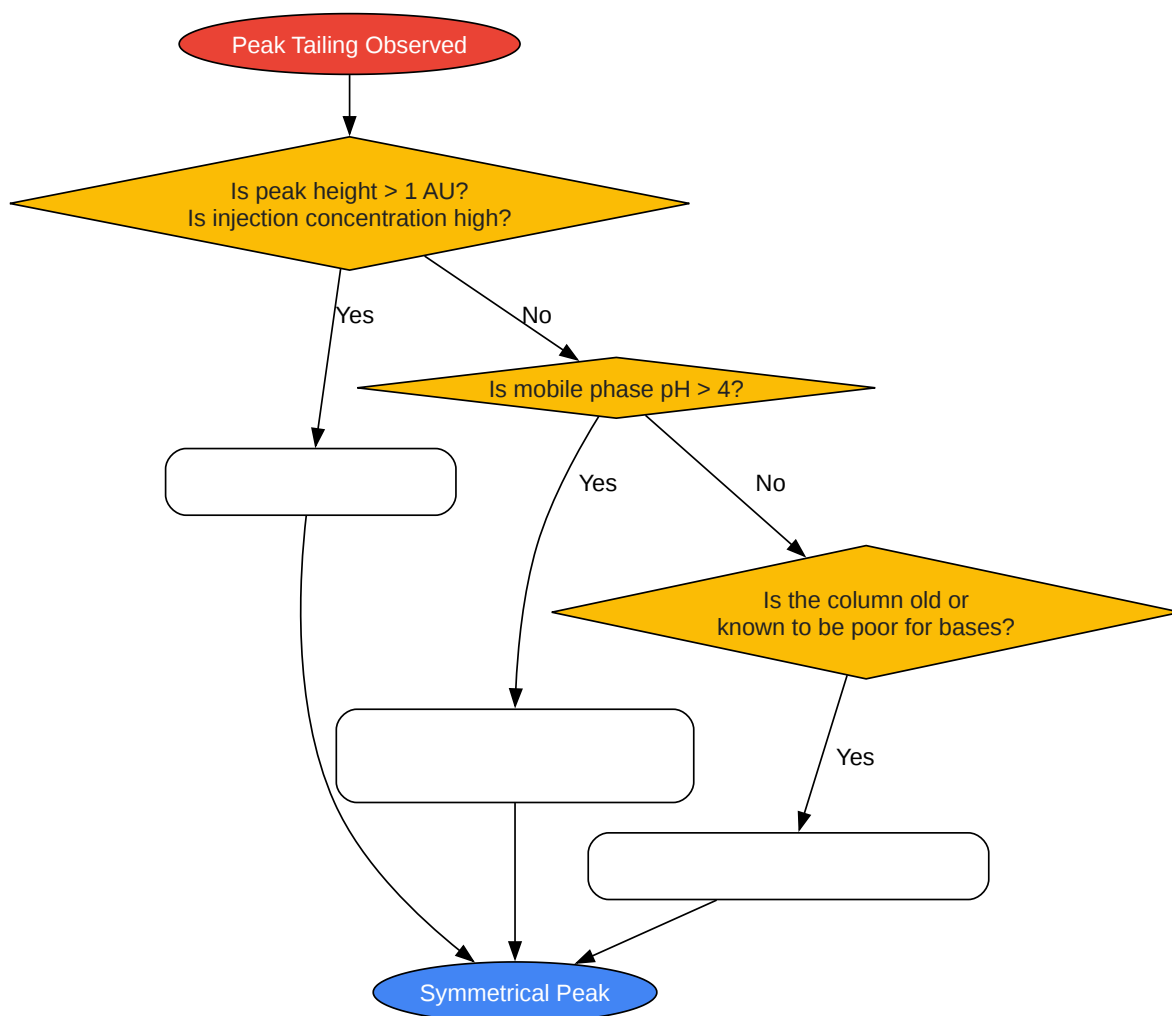 Peak Tailing Observed
Is peak height > 1 AU?
Is injection concentration high?
Yes
No
Is mobile phase pH > 4?
Yes
No
Is the column old or
known to be poor for bases?
Yes
Symmetrical Peak